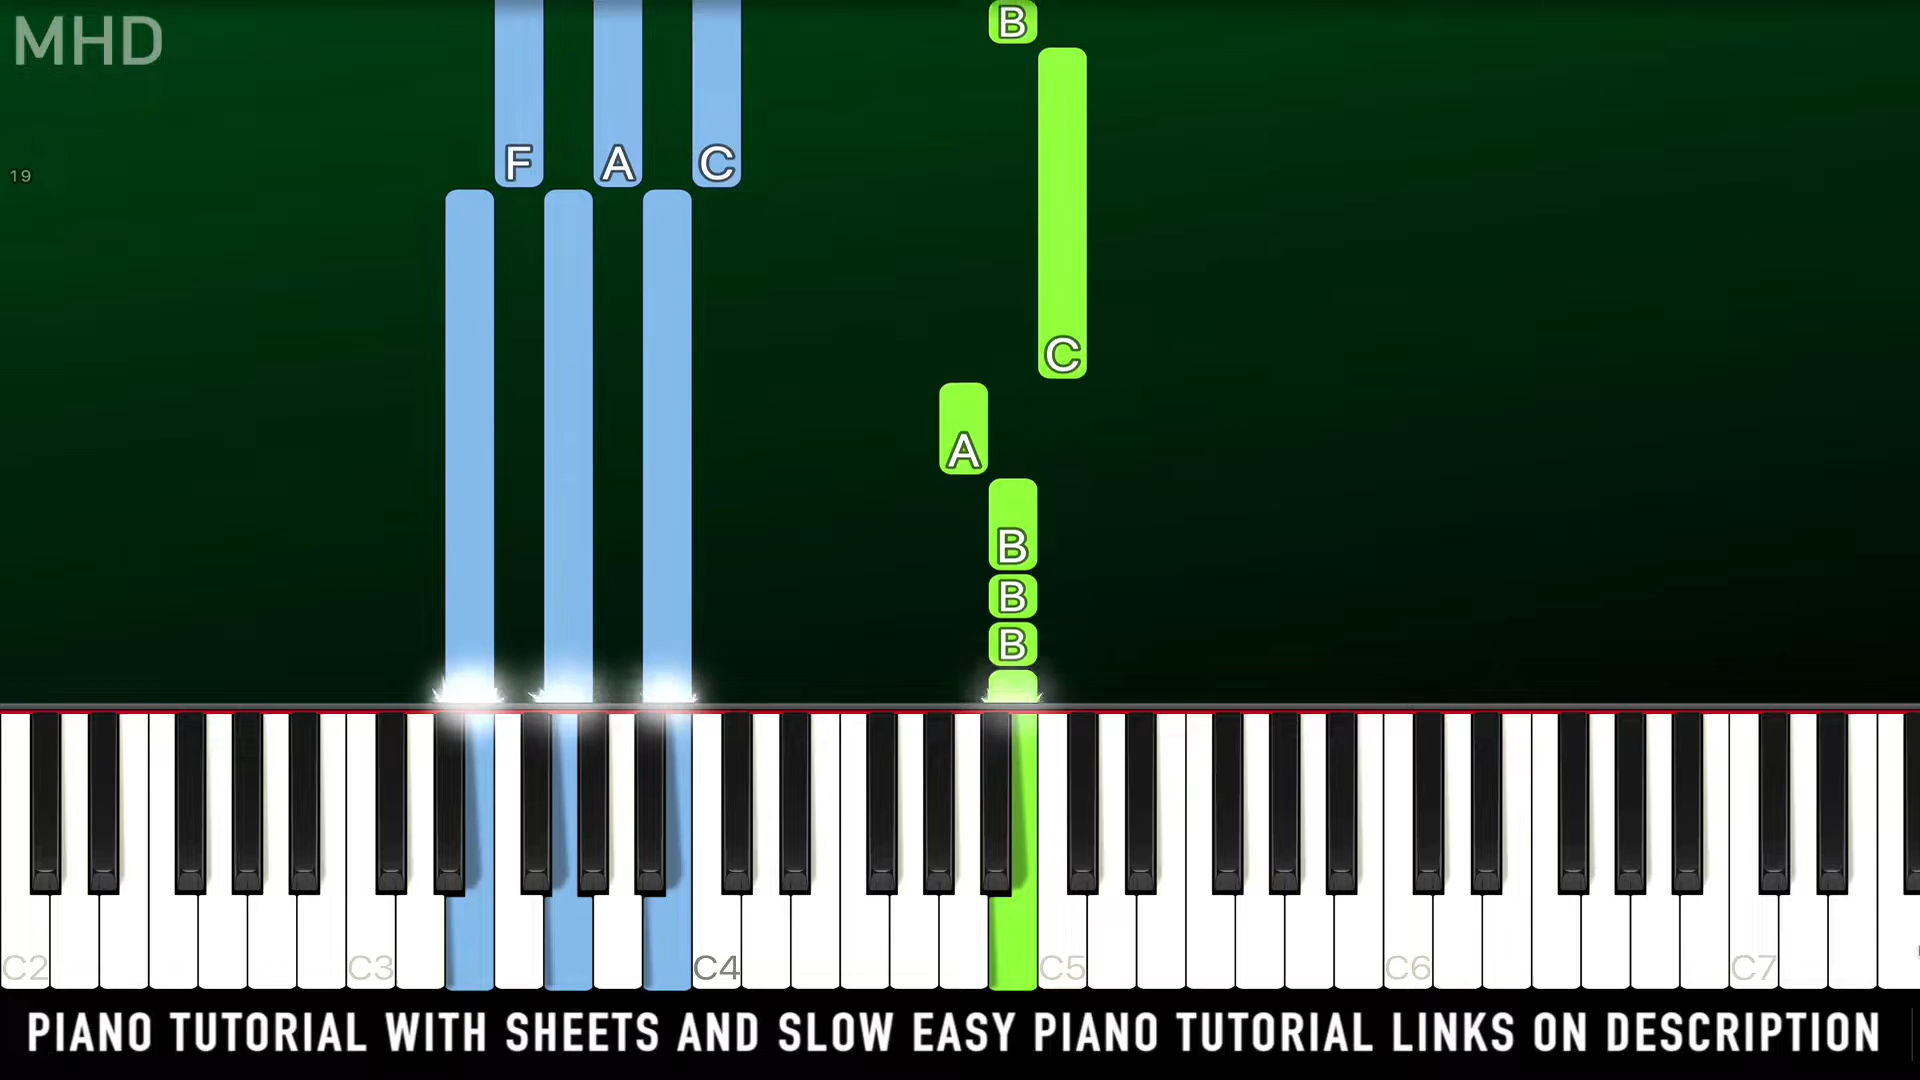 MHD
B
F A C
19
C
A
B
B
B
C2 C3 C4 C5 C6 C7
PIANO TUTORIAL WITH SHEETS AND SLOW EASY PIANO TUTORIAL LINKS ON DESCRIPTION